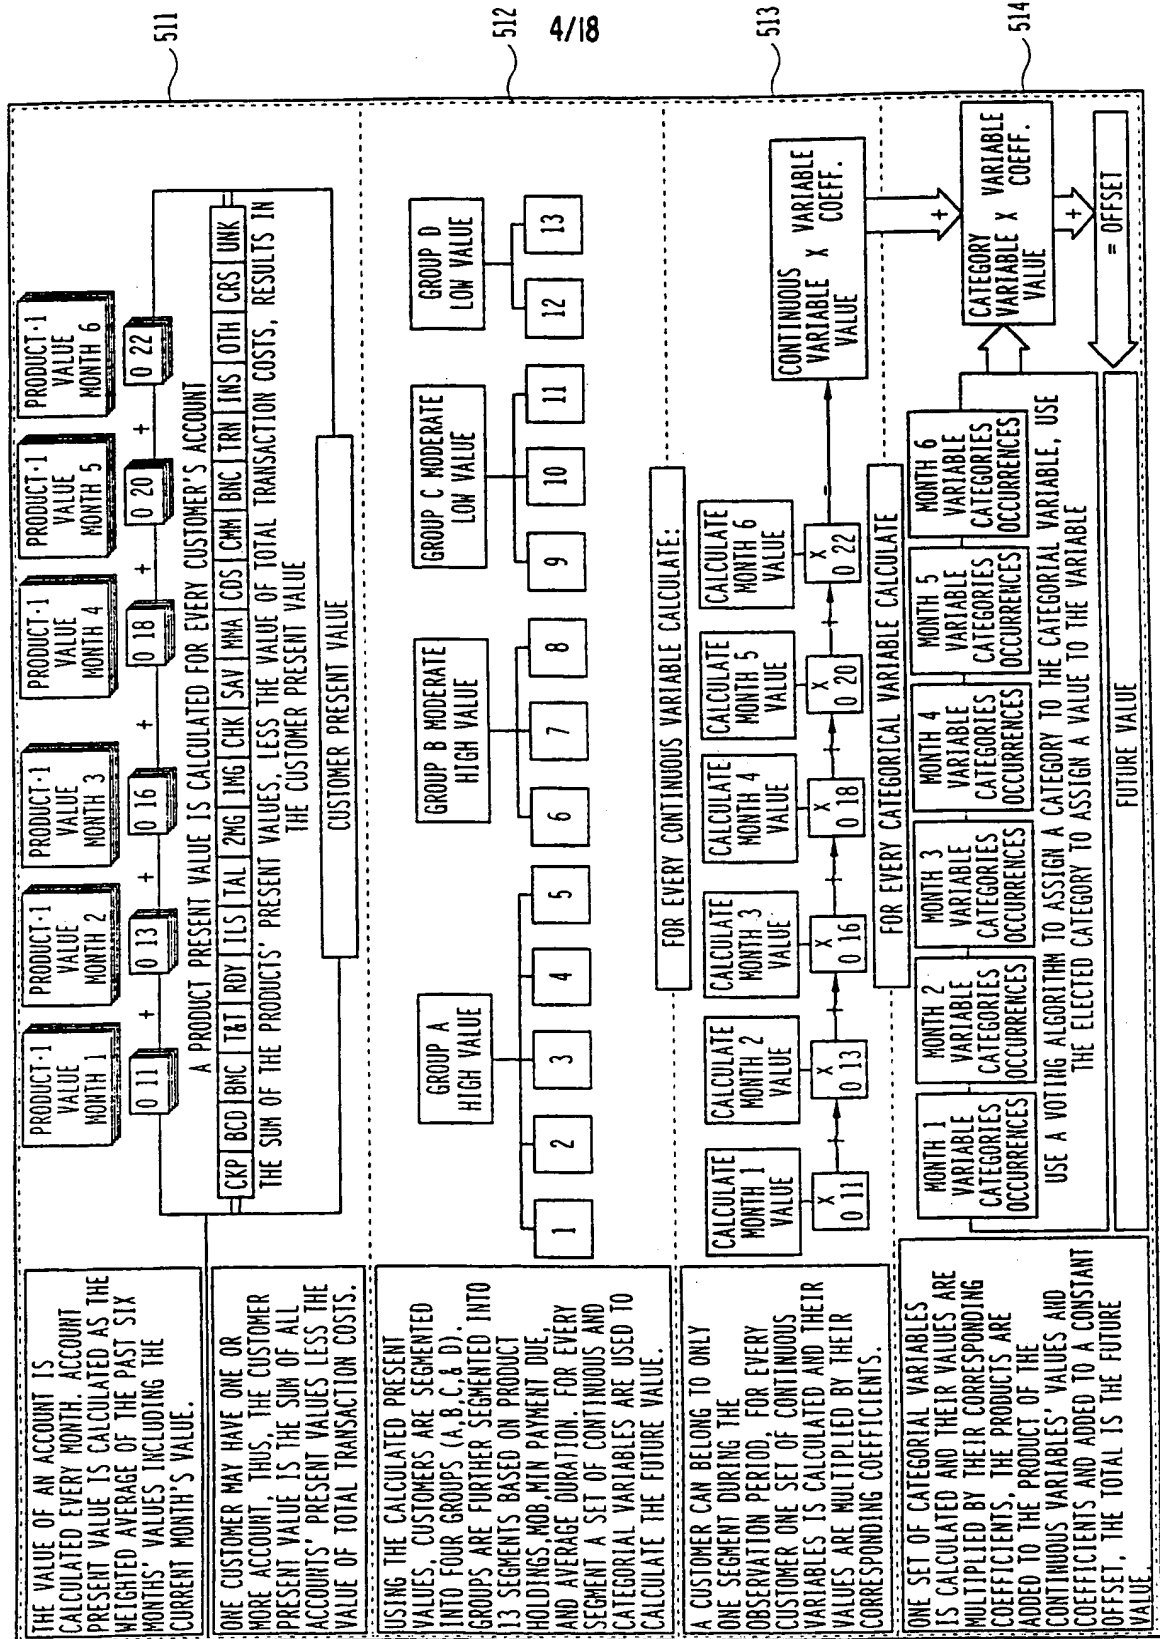 4/18
511
512
513
514
THE VALUE OF AN ACCOUNT IS
CALCULATED EVERY MONTH. ACCOUNT
PRESENT VALUE IS CALCULATED AS THE
WEIGHTED AVERAGE OF THE PAST SIX
MONTHS' VALUES INCLUDING THE
CURRENT MONTH'S VALUE.
PRODUCT·1
VALUE
MONTH 1
PRODUCT·1
VALUE
MONTH 2
PRODUCT·1
VALUE
MONTH 3
PRODUCT·1
VALUE
MONTH 4
PRODUCT·1
VALUE
MONTH 5
PRODUCT·1
VALUE
MONTH 6
0 11 + 0 13 + 0 16 + 0 18 + 0 20 + 0 22
A PRODUCT PRESENT VALUE IS CALCULATED FOR EVERY CUSTOMER'S ACCOUNT
ONE CUSTOMER MAY HAVE ONE OR
MORE ACCOUNT, THUS, THE CUSTOMER
PRESENT VALUE IS THE SUM OF ALL
ACCOUNTS' PRESENT VALUES LESS THE
VALUE OF TOTAL TRANSACTION COSTS.
CKP BCD BMC T&T RDY ILS TAL 2MG 1MG CHK SAV MMA CDS CMM BNC TRN INS OTH CRS UNK
THE SUM OF THE PRODUCTS' PRESENT VALUES, LESS THE VALUE OF TOTAL TRANSACTION COSTS, RESULTS IN
THE CUSTOMER PRESENT VALUE
CUSTOMER PRESENT VALUE
USING THE CALCULATED PRESENT
VALUES, CUSTOMERS ARE SEGMENTED
INTO FOUR GROUPS (A,B,C,& D).
GROUPS ARE FURTHER SEGMENTED INTO
13 SEGMENTS BASED ON PRODUCT
HOLDINGS,MOB,MIN PAYMENT DUE,
AND AVERAGE DURATION. FOR EVERY
SEGMENT A SET OF CONTINUOUS AND
CATEGORIAL VARIABLES ARE USED TO
CALCULATE THE FUTURE VALUE.
GROUP A
HIGH VALUE
GROUP B MODERATE
HIGH VALUE
GROUP C MODERATE
LOW VALUE
GROUP D
LOW VALUE
1 2 3 4 5 6 7 8 9 10 11 12 13
A CUSTOMER CAN BELONG TO ONLY
ONE SEGMENT DURING THE
OBSERVATION PERIOD, FOR EVERY
CUSTOMER ONE SET OF CONTINUOUS
VARIABLES IS CALCULATED AND THEIR
VALUES ARE MULTIPLIED BY THEIR
CORRESPONDING COEFFICIENTS.
FOR EVERY CONTINUOUS VARIABLE CALCULATE:
CALCULATE
MONTH 1
VALUE
CALCULATE
MONTH 2
VALUE
CALCULATE
MONTH 3
VALUE
CALCULATE
MONTH 4
VALUE
CALCULATE
MONTH 5
VALUE
CALCULATE
MONTH 6
VALUE
X
0 11
+
X
0 13
+
X
0 16
+
X
0 18
+
X
0 20
+
X
0 22
=
CONTINUOUS
VARIABLE X VARIABLE
VALUE COEFF.
+
ONE SET OF CATEGORIAL VARIABLES
IS CALCULATED AND THEIR VALUES ARE
MULTIPLIED BY THEIR CORRESPONDING
COEFFICIENTS, THE PRODUCTS ARE
ADDED TO THE PRODUCT OF THE
CONTINUOUS VARIABLES' VALUES AND
COEFFICIENTS AND ADDED TO A CONSTANT
OFFSET, THE TOTAL IS THE FUTURE
VALUE.
FOR EVERY CATEGORICAL VARIABLE CALCULATE
MONTH 1
VARIABLE
CATEGORIES
OCCURRENCES
MONTH 2
VARIABLE
CATEGORIES
OCCURRENCES
MONTH 3
VARIABLE
CATEGORIES
OCCURRENCES
MONTH 4
VARIABLE
CATEGORIES
OCCURRENCES
MONTH 5
VARIABLE
CATEGORIES
OCCURRENCES
MONTH 6
VARIABLE
CATEGORIES
OCCURRENCES
USE A VOTING ALGORITHM TO ASSIGN A CATEGORY TO THE CATEGORIAL VARIABLE, USE
THE ELECTED CATEGORY TO ASSIGN A VALUE TO THE VARIABLE
CATEGORY
VARIABLE X VARIABLE
VALUE COEFF.
+
= OFFSET
FUTURE VALUE